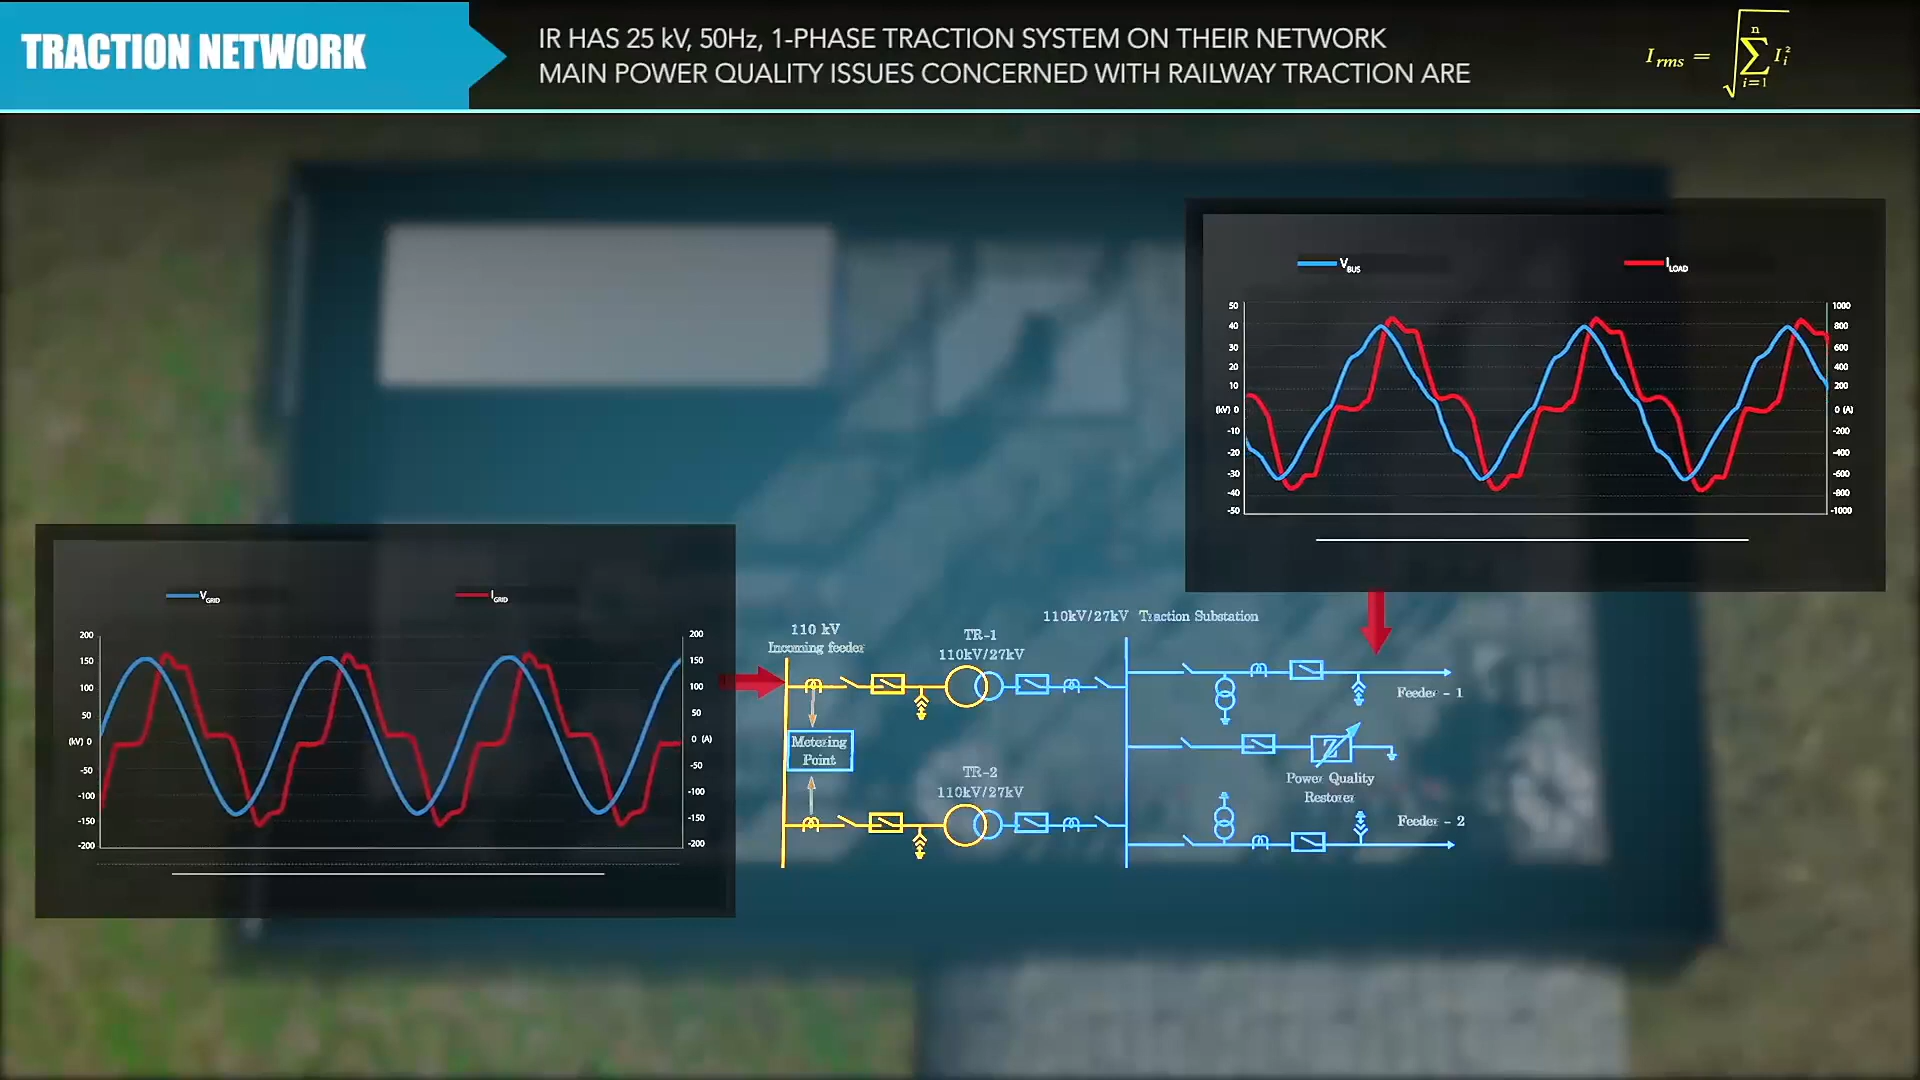 TRACTION NETWORK
IR HAS 25 kV, 50Hz, 1-PHASE TRACTION SYSTEM ON THEIR NETWORK
MAIN POWER QUALITY ISSUES CONCERNED WITH RAILWAY TRACTION ARE
I rms = √ n ∑ i=1 I i ²
V BUS
I LOAD
50 1000
40 800
30 600
20 400
10 200
(kV) 0 0 (A)
-10 -200
-20 -400
-30 -600
-40 -800
-50 -1000
V GRID
I GRID
200 200
150 150
100 100
50 50
(kV) 0 0 (A)
-50 -50
-100 -100
-150 -150
-200 -200
110kV/27kV Traction Substation
110 kV
Incoming feeder
TR-1
110kV/27kV
Feeder - 1
Metering
Point
Z
TR-2
110kV/27kV
Power Quality
Restorer
Feeder - 2